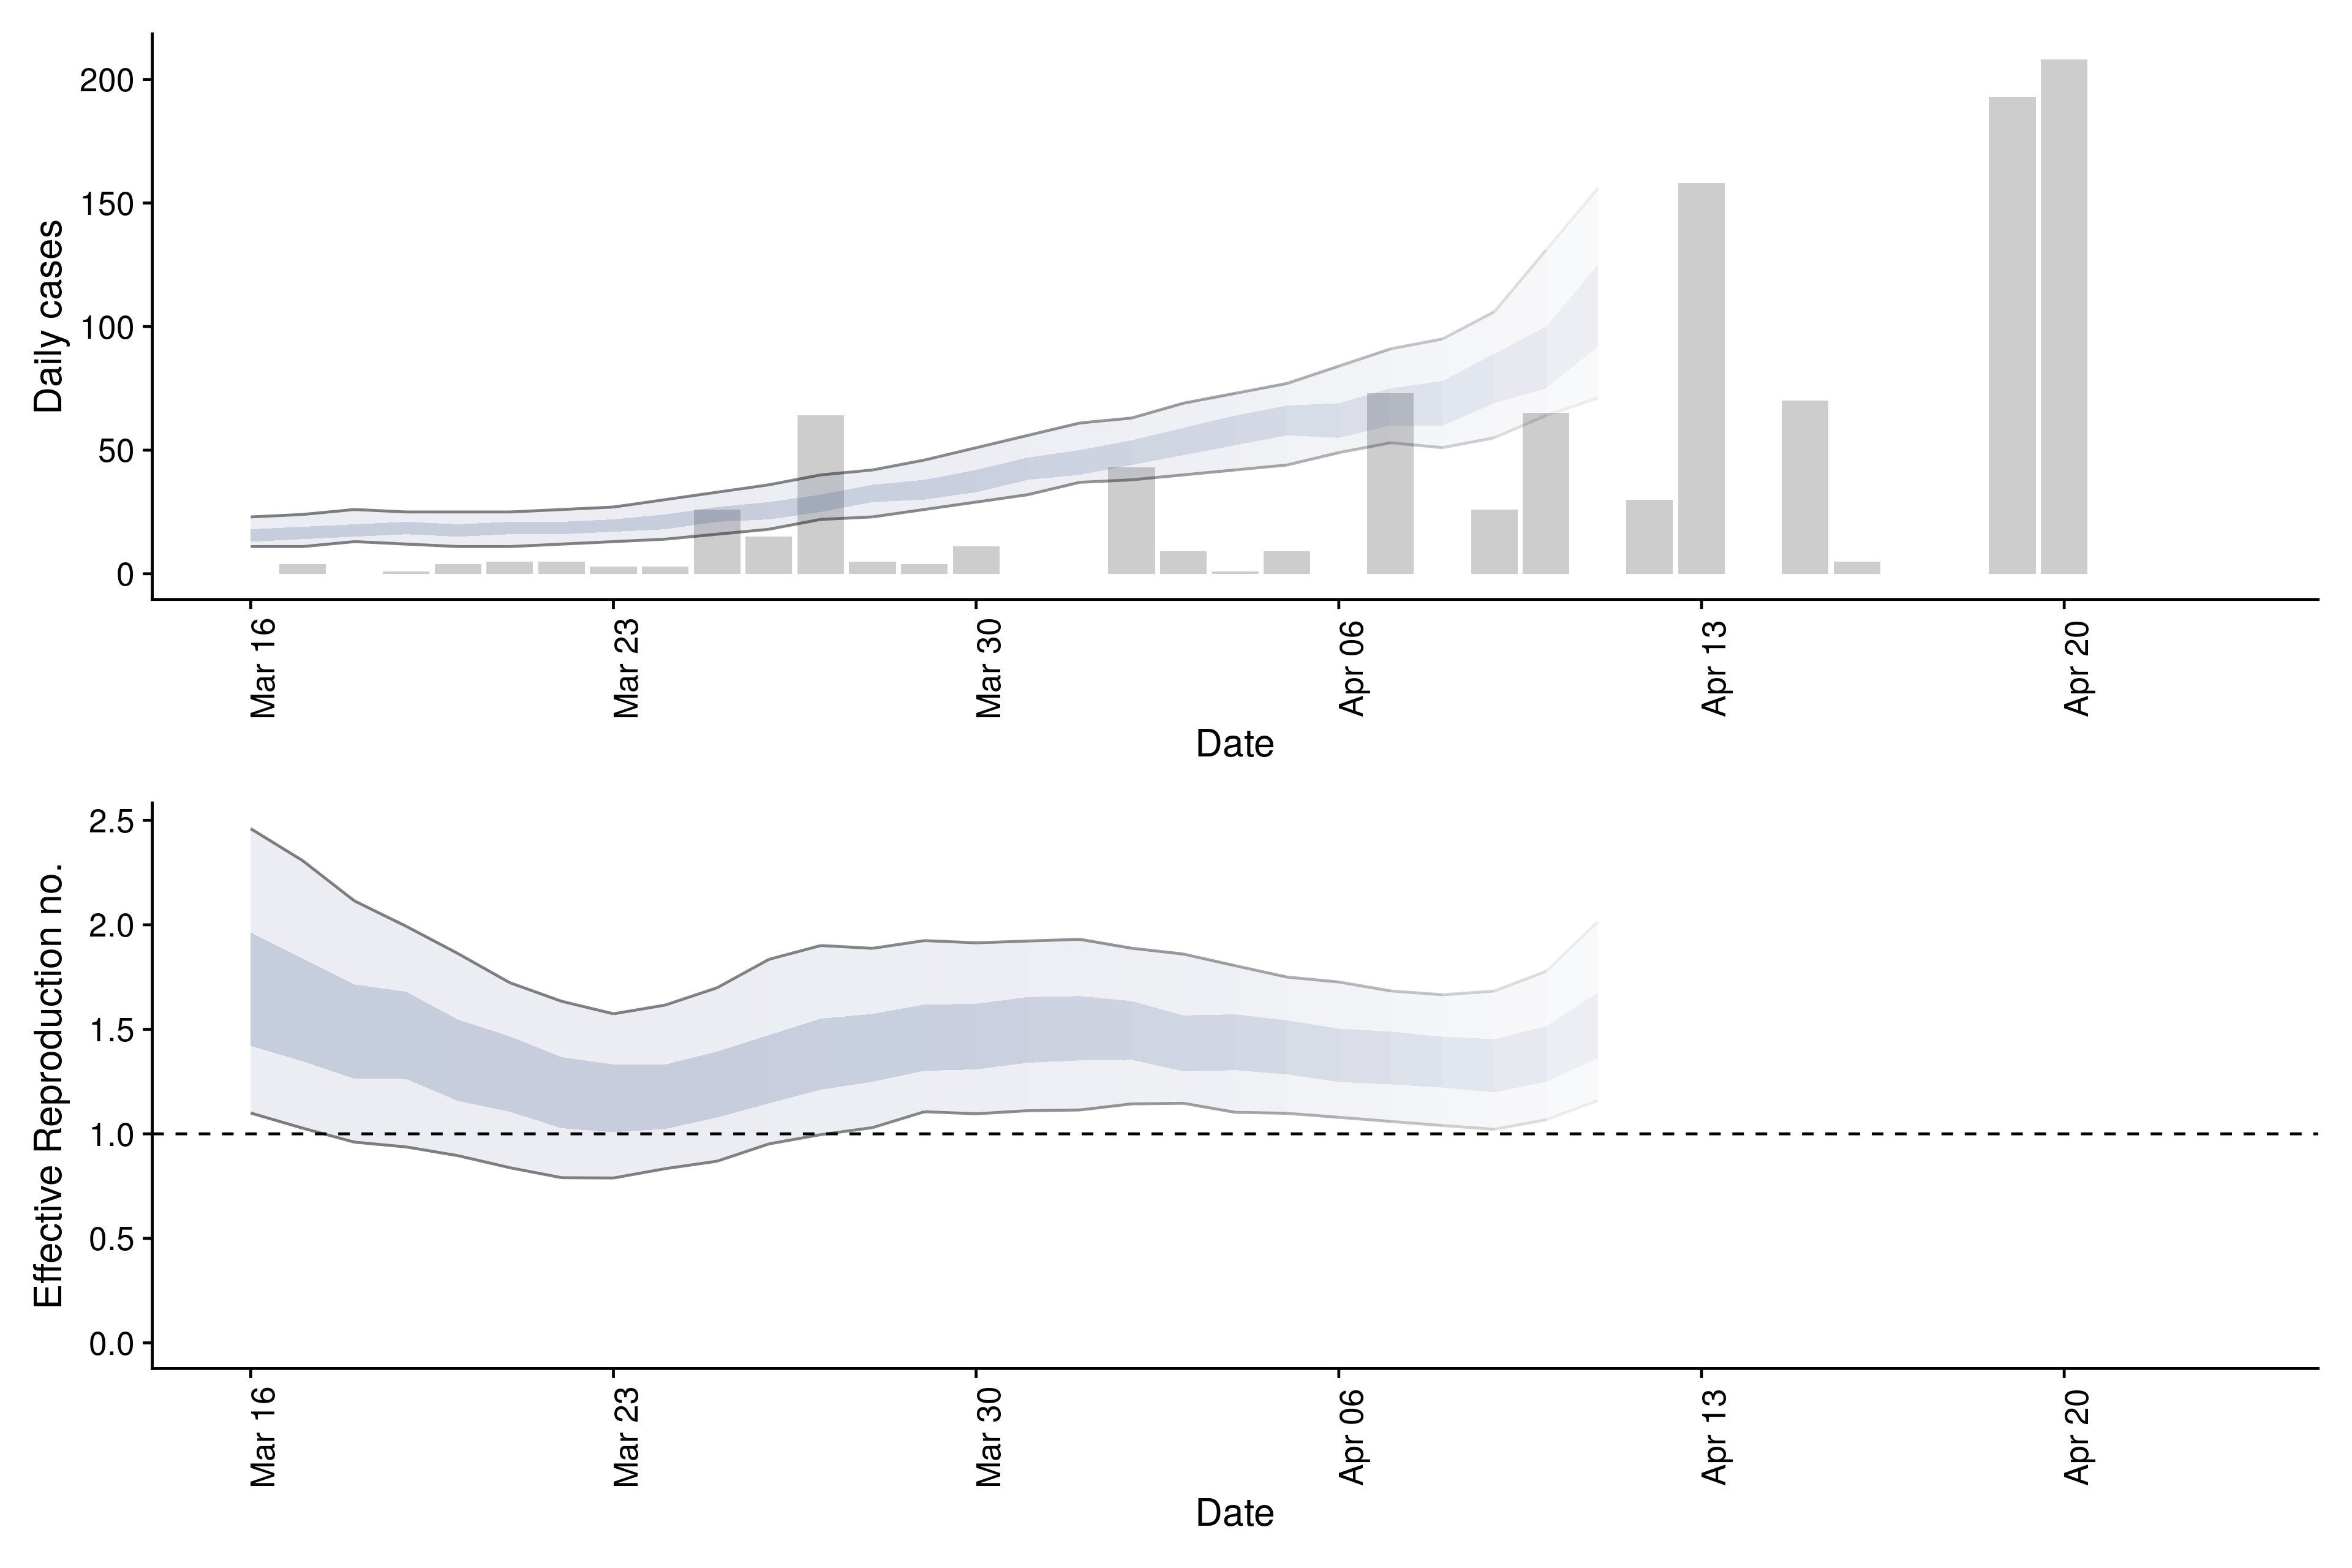 Daily cases
200
150
100
50
0
Mar 16
Mar 23
Mar 30
Apr 06
Apr 13
Apr 20
Date
Effective Reproduction no.
2.5
2.0
1.5
1.0
0.5
0.0
Mar 16
Mar 23
Mar 30
Apr 06
Apr 13
Apr 20
Date